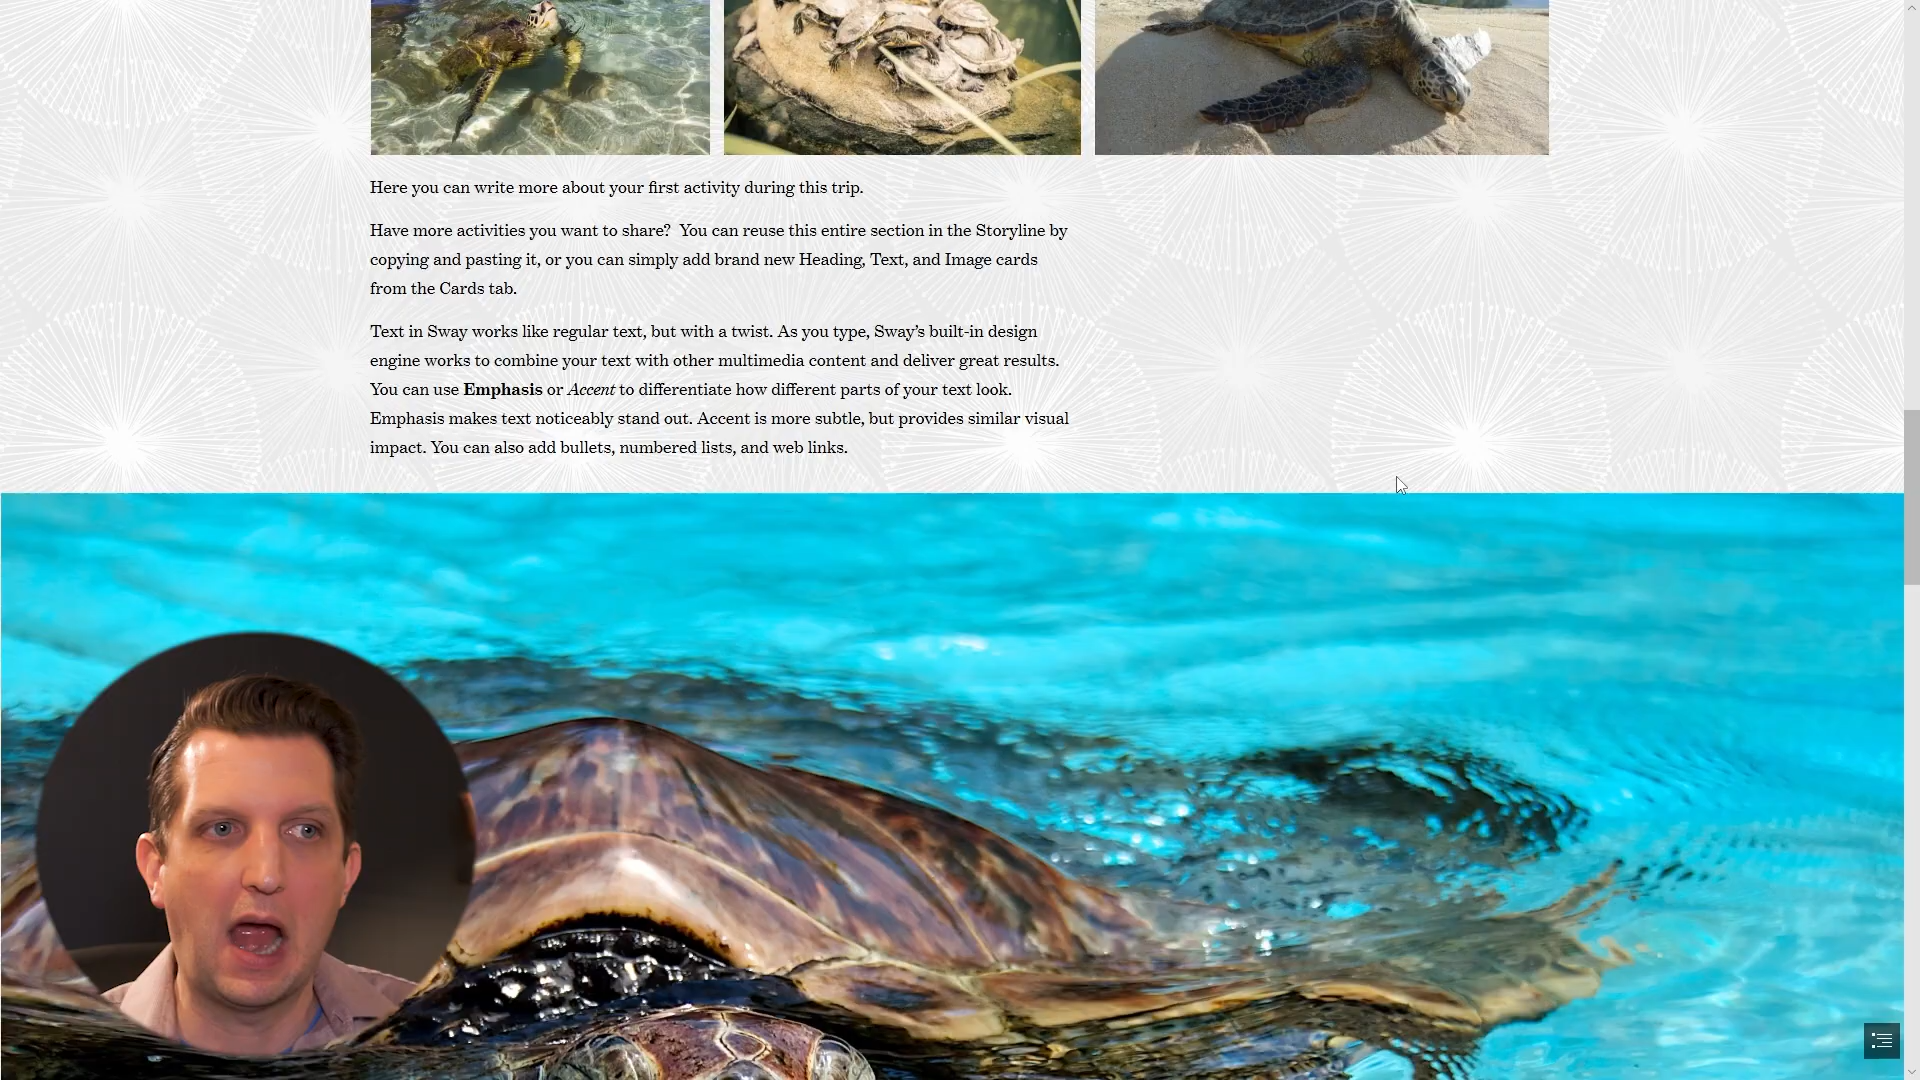 Here you can write more about your first activity during this trip.
Have more activities you want to share?  You can reuse this entire section in the Storyline by
copying and pasting it, or you can simply add brand new Heading, Text, and Image cards
from the Cards tab.
Text in Sway works like regular text, but with a twist. As you type, Sway’s built-in design
engine works to combine your text with other multimedia content and deliver great results.
You can use Emphasis or Accent to differentiate how different parts of your text look.
Emphasis makes text noticeably stand out. Accent is more subtle, but provides similar visual
impact. You can also add bullets, numbered lists, and web links.